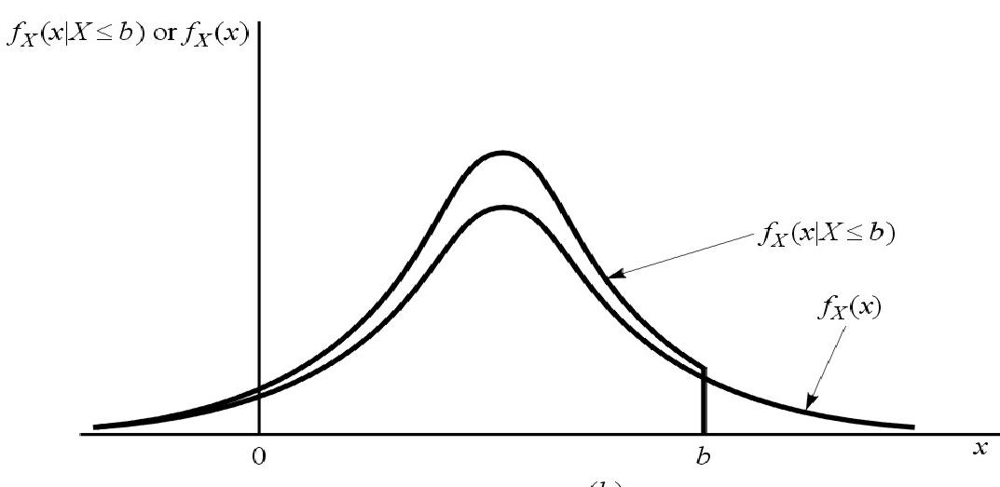 f_X(x|X ≤ b) or f_X(x)
f_X(x|X ≤ b)
f_X(x)
0
b
x